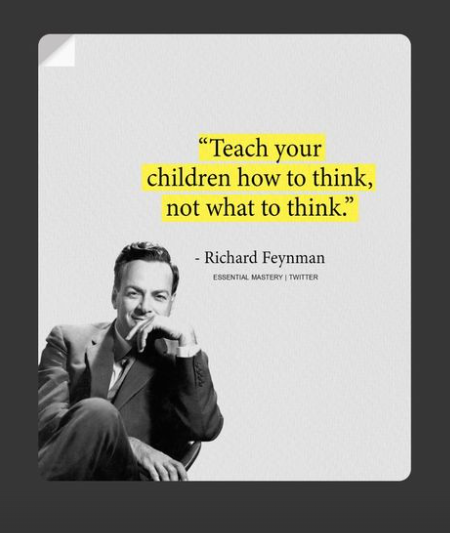 “Teach your
children how to think,
not what to think.”
- Richard Feynman
ESSENTIAL MASTERY | TWITTER